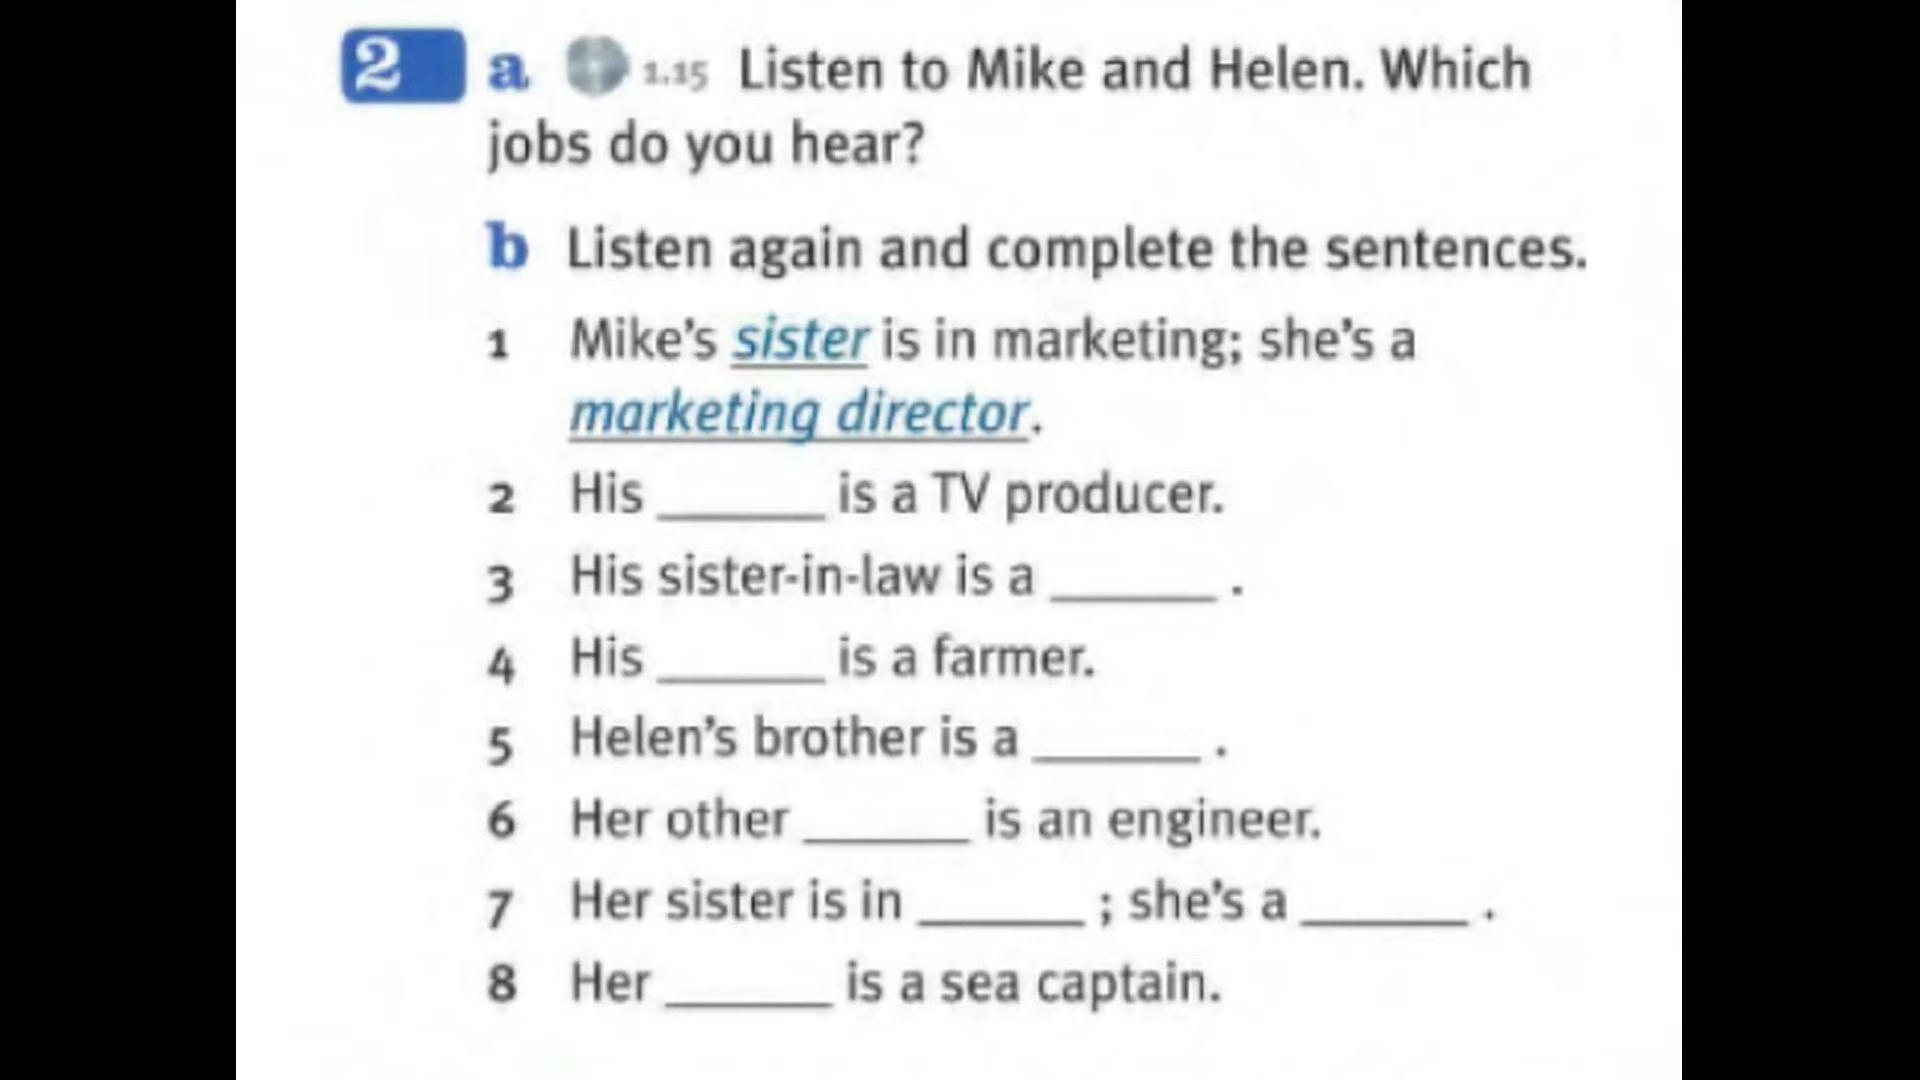 2 a 1.15 Listen to Mike and Helen. Which
jobs do you hear?
b Listen again and complete the sentences.
1 Mike's sister is in marketing; she's a
marketing director.
2 His ______ is a TV producer.
3 His sister-in-law is a ______ .
4 His ______ is a farmer.
5 Helen's brother is a ______ .
6 Her other ______ is an engineer.
7 Her sister is in ______ ; she's a ______ .
8 Her ______ is a sea captain.